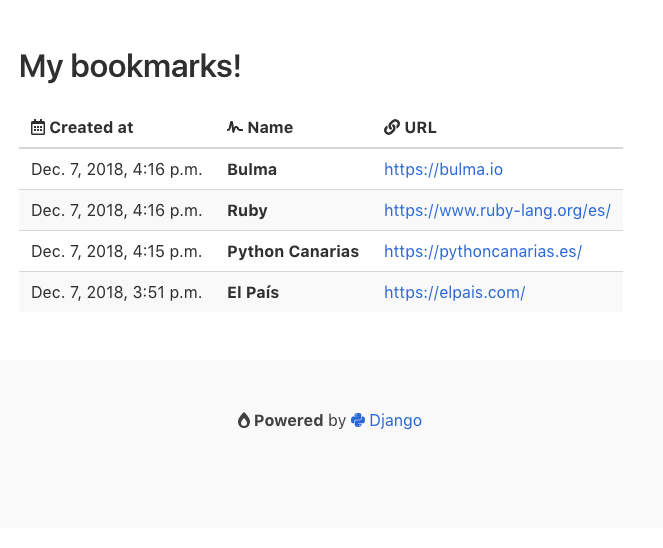 My bookmarks!
Created at Name URL
Dec. 7, 2018, 4:16 p.m. Bulma https://bulma.io
Dec. 7, 2018, 4:16 p.m. Ruby https://www.ruby-lang.org/es/
Dec. 7, 2018, 4:15 p.m. Python Canarias https://pythoncanarias.es/
Dec. 7, 2018, 3:51 p.m. El País https://elpais.com/
Powered by Django